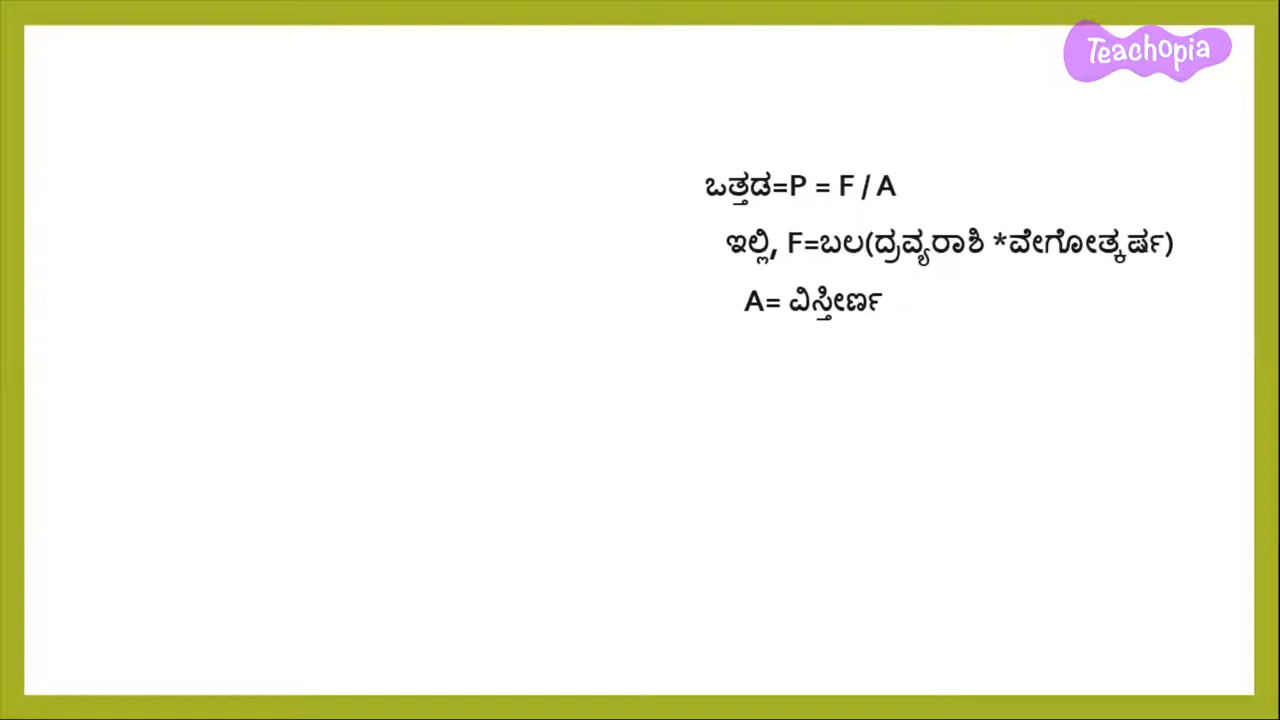 Teachopia
ಒತ್ತಡ=P = F / A
ಇಲ್ಲಿ, F=ಬಲ(ದ್ರವ್ಯರಾಶಿ *ವೇಗೋತ್ಕರ್ಷ)
A= ವಿಸ್ತೀರ್ಣ